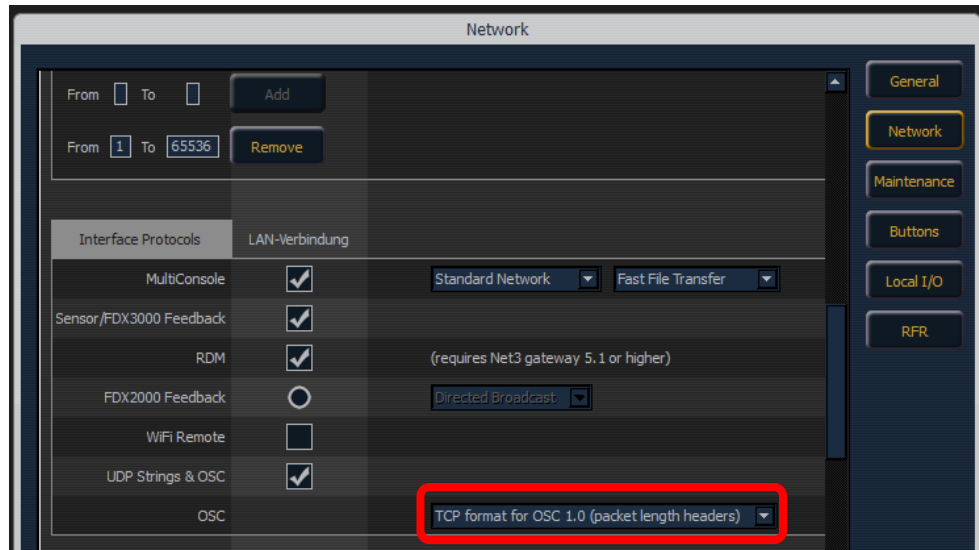 Network
From To Add
From 1 To 65536 Remove
Interface Protocols LAN-Verbindung
MultiConsole Standard Network Fast File Transfer
Sensor/FDX3000 Feedback
RDM (requires Net3 gateway 5.1 or higher)
FDX2000 Feedback Directed Broadcast
WiFi Remote
UDP Strings & OSC
OSC TCP format for OSC 1.0 (packet length headers)
General
Network
Maintenance
Buttons
Local I/O
RFR